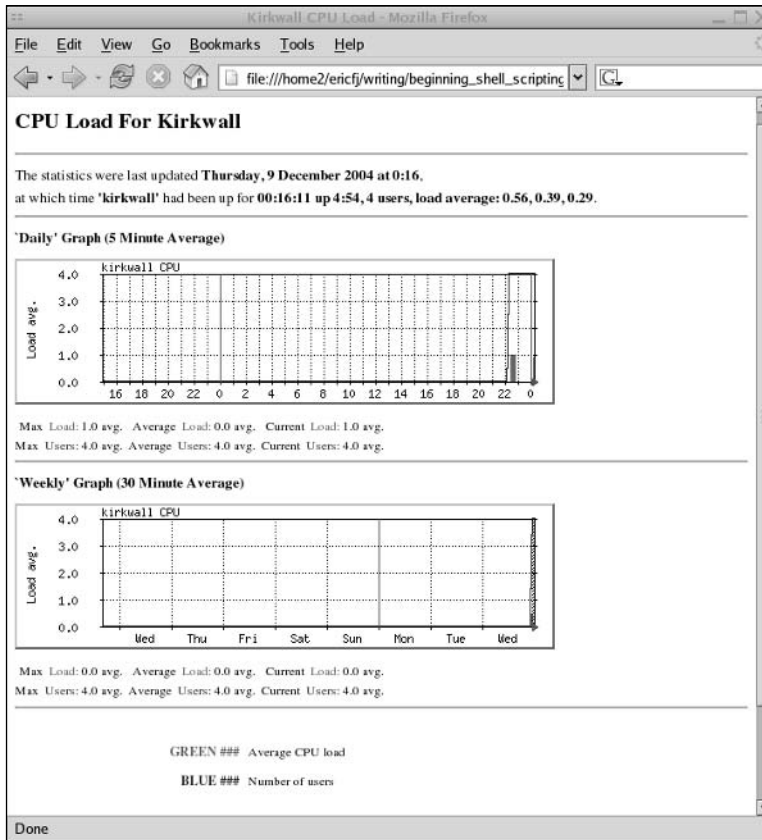 Kirkwall CPU Load - Mozilla Firefox
File Edit View Go Bookmarks Tools Help
file:///home2/ericfj/writing/beginning_shell_scripting
G
CPU Load For Kirkwall
The statistics were last updated Thursday, 9 December 2004 at 0:16,
at which time 'kirkwall' had been up for 00:16:11 up 4:54, 4 users, load average: 0.56, 0.39, 0.29.
`Daily' Graph (5 Minute Average)
kirkwall CPU
Load avg.
4.0
3.0
2.0
1.0
0.0
16 18 20 22 0 2 4 6 8 10 12 14 16 18 20 22 0
Max Load: 1.0 avg. Average Load: 0.0 avg. Current Load: 1.0 avg.
Max Users: 4.0 avg. Average Users: 4.0 avg. Current Users: 4.0 avg.
`Weekly' Graph (30 Minute Average)
kirkwall CPU
Load avg.
4.0
3.0
2.0
1.0
0.0
Wed Thu Fri Sat Sun Mon Tue Wed
Max Load: 0.0 avg. Average Load: 0.0 avg. Current Load: 0.0 avg.
Max Users: 4.0 avg. Average Users: 4.0 avg. Current Users: 4.0 avg.
GREEN ### Average CPU load
BLUE ### Number of users
Done